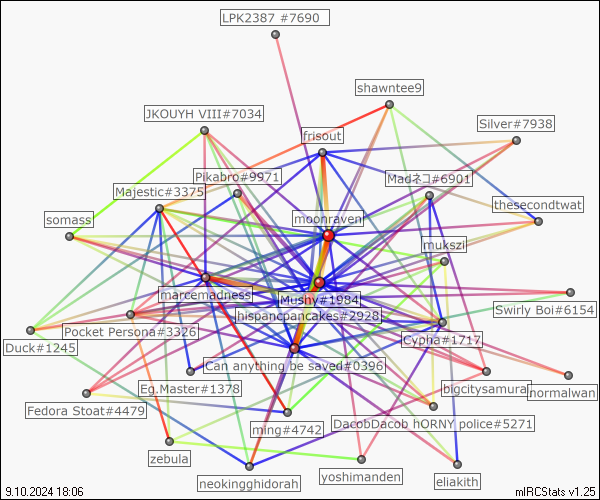 LPK2387 #7690
shawntee9
JKOUYH VIII#7034
Silver#7938
frisout
Pikabro#9971
Madネコ#6901
Majestic#3375
thesecondtwat
somass
moonraven
mukszi
marcemadness
Mushy#1984
hispancpancakes#2928
Swirly Boi#6154
Pocket Persona#3326
Cypha#1717
Duck#1245
Can anything be saved#0396
Eg.Master#1378
bigcitysamurai
normalwan
Fedora Stoat#4479
ming#4742
DacobDacob hORNY police#5271
zebula
neokingghidorah
yoshimanden
eliakith
9.10.2024 18:06
mIRCStats v1.25